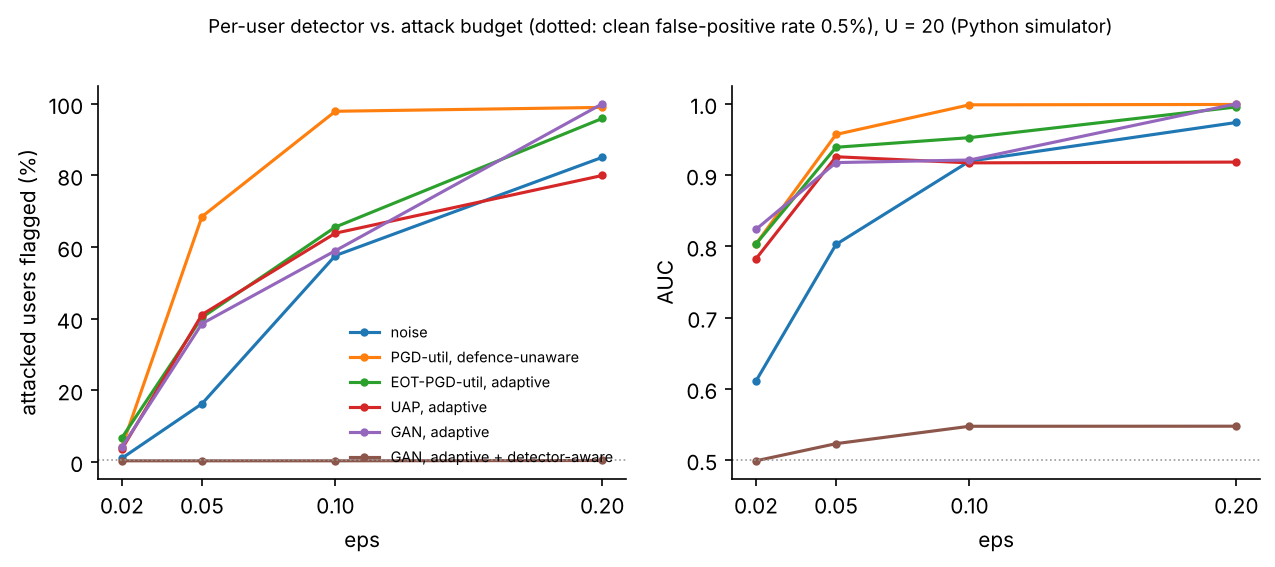 Per-user detector vs. attack budget (dotted: clean false-positive rate 0.5%), U = 20 (Python simulator)
attacked users flagged (%)
100
80
60
40
20
0
noise
PGD-util, defence-unaware
EOT-PGD-util, adaptive
UAP, adaptive
GAN, adaptive
GAN, adaptive + detector-aware
0.02 0.05 0.10 0.20
eps
AUC
1.0
0.9
0.8
0.7
0.6
0.5
0.02 0.05 0.10 0.20
eps